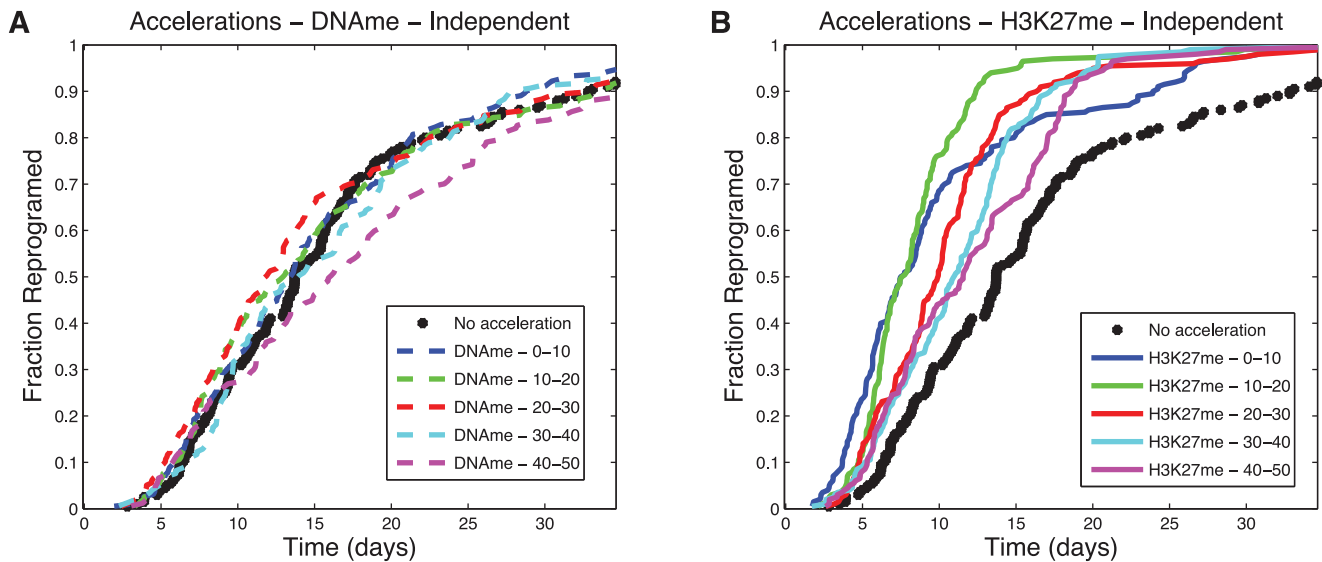 A
Accelerations – DNAme – Independent
Fraction Reprogramed
1
0.9
0.8
0.7
0.6
0.5
0.4
0.3
0.2
0.1
0
0 5 10 15 20 25 30
Time (days)
No acceleration
DNAme – 0–10
DNAme – 10–20
DNAme – 20–30
DNAme – 30–40
DNAme – 40–50
B
Accelerations – H3K27me – Independent
Fraction Reprogramed
1
0.9
0.8
0.7
0.6
0.5
0.4
0.3
0.2
0.1
0
0 5 10 15 20 25 30
Time (days)
No acceleration
H3K27me – 0–10
H3K27me – 10–20
H3K27me – 20–30
H3K27me – 30–40
H3K27me – 40–50